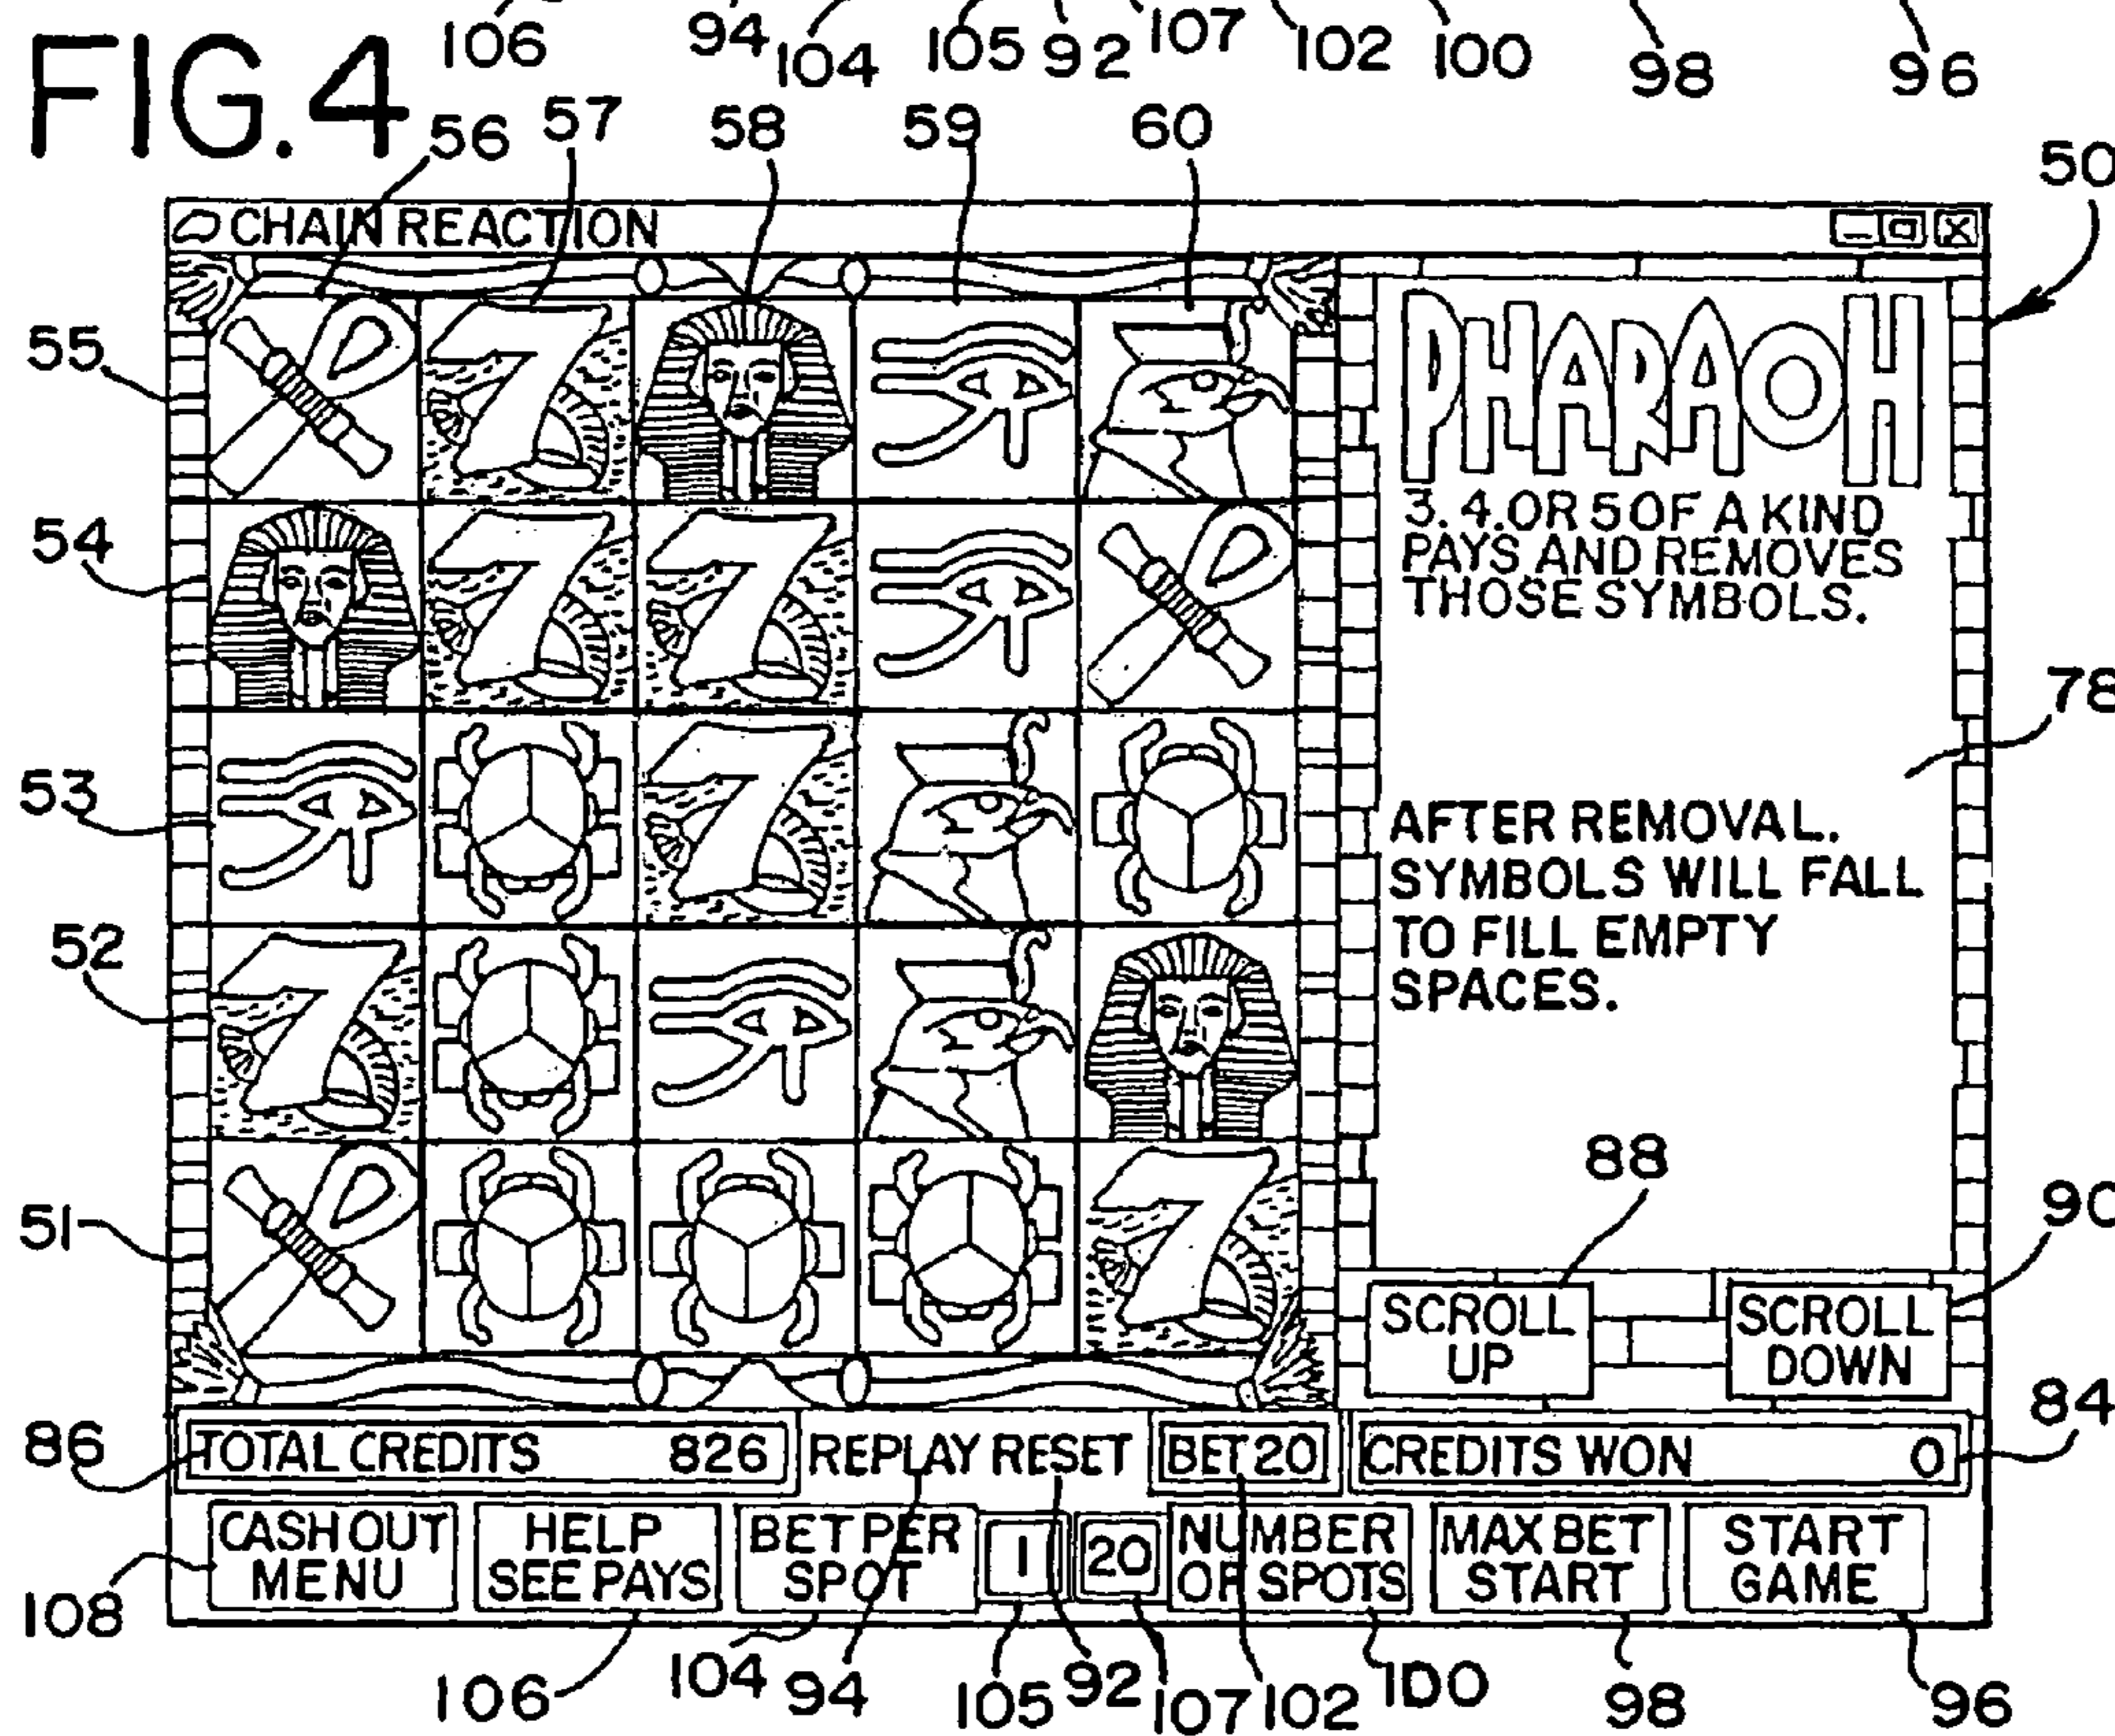 106 94 104 105 92 107 102 100 98 96
FIG. 4
56 57 58 59 60
50
CHAIN REACTION
55
PHARAOH
3. 4. OR 5 OF A KIND
PAYS AND REMOVES
THOSE SYMBOLS.
54
78
53
AFTER REMOVAL.
SYMBOLS WILL FALL
TO FILL EMPTY
SPACES.
52
88
51
90
SCROLL
UP
SCROLL
DOWN
84
86
TOTAL CREDITS 826 REPLAY RESET BET 20 CREDITS WON 0
CASH OUT
MENU
HELP
SEE PAYS
BET PER
SPOT
1
20
NUMBER
OF SPOTS
MAX BET
START
START
GAME
108
106 104 94 105 92 107 102 100 98 96